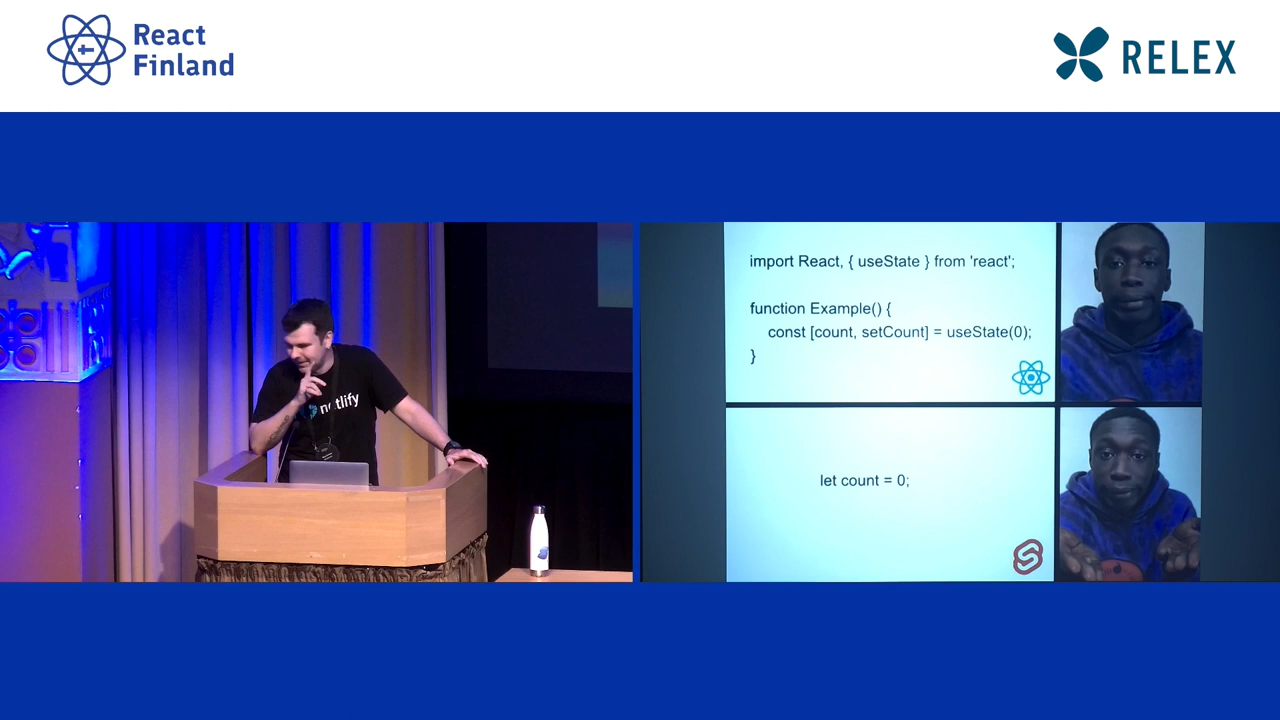 React
Finland
RELEX
netlify
import React, { useState } from 'react';
function Example() {
const [count, setCount] = useState(0);
}
let count = 0;